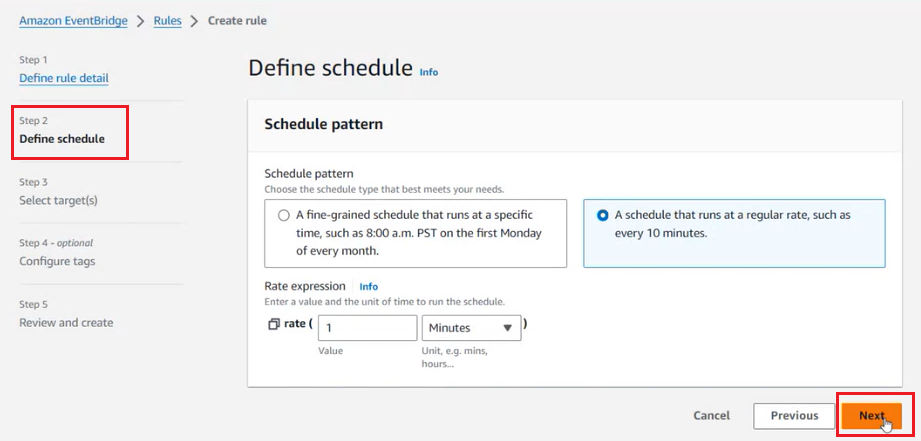 Amazon EventBridge > Rules > Create rule
Step 1
Define rule detail
Step 2
Define schedule
Step 3
Select target(s)
Step 4 - optional
Configure tags
Step 5
Review and create
Define schedule Info
Schedule pattern
Schedule pattern
Choose the schedule type that best meets your needs.
A fine-grained schedule that runs at a specific
time, such as 8:00 a.m. PST on the first Monday
of every month.
A schedule that runs at a regular rate, such as
every 10 minutes.
Rate expression Info
Enter a value and the unit of time to run the schedule.
rate ( 1 Minutes )
Value
Unit, e.g. mins,
hours...
Cancel Previous Next